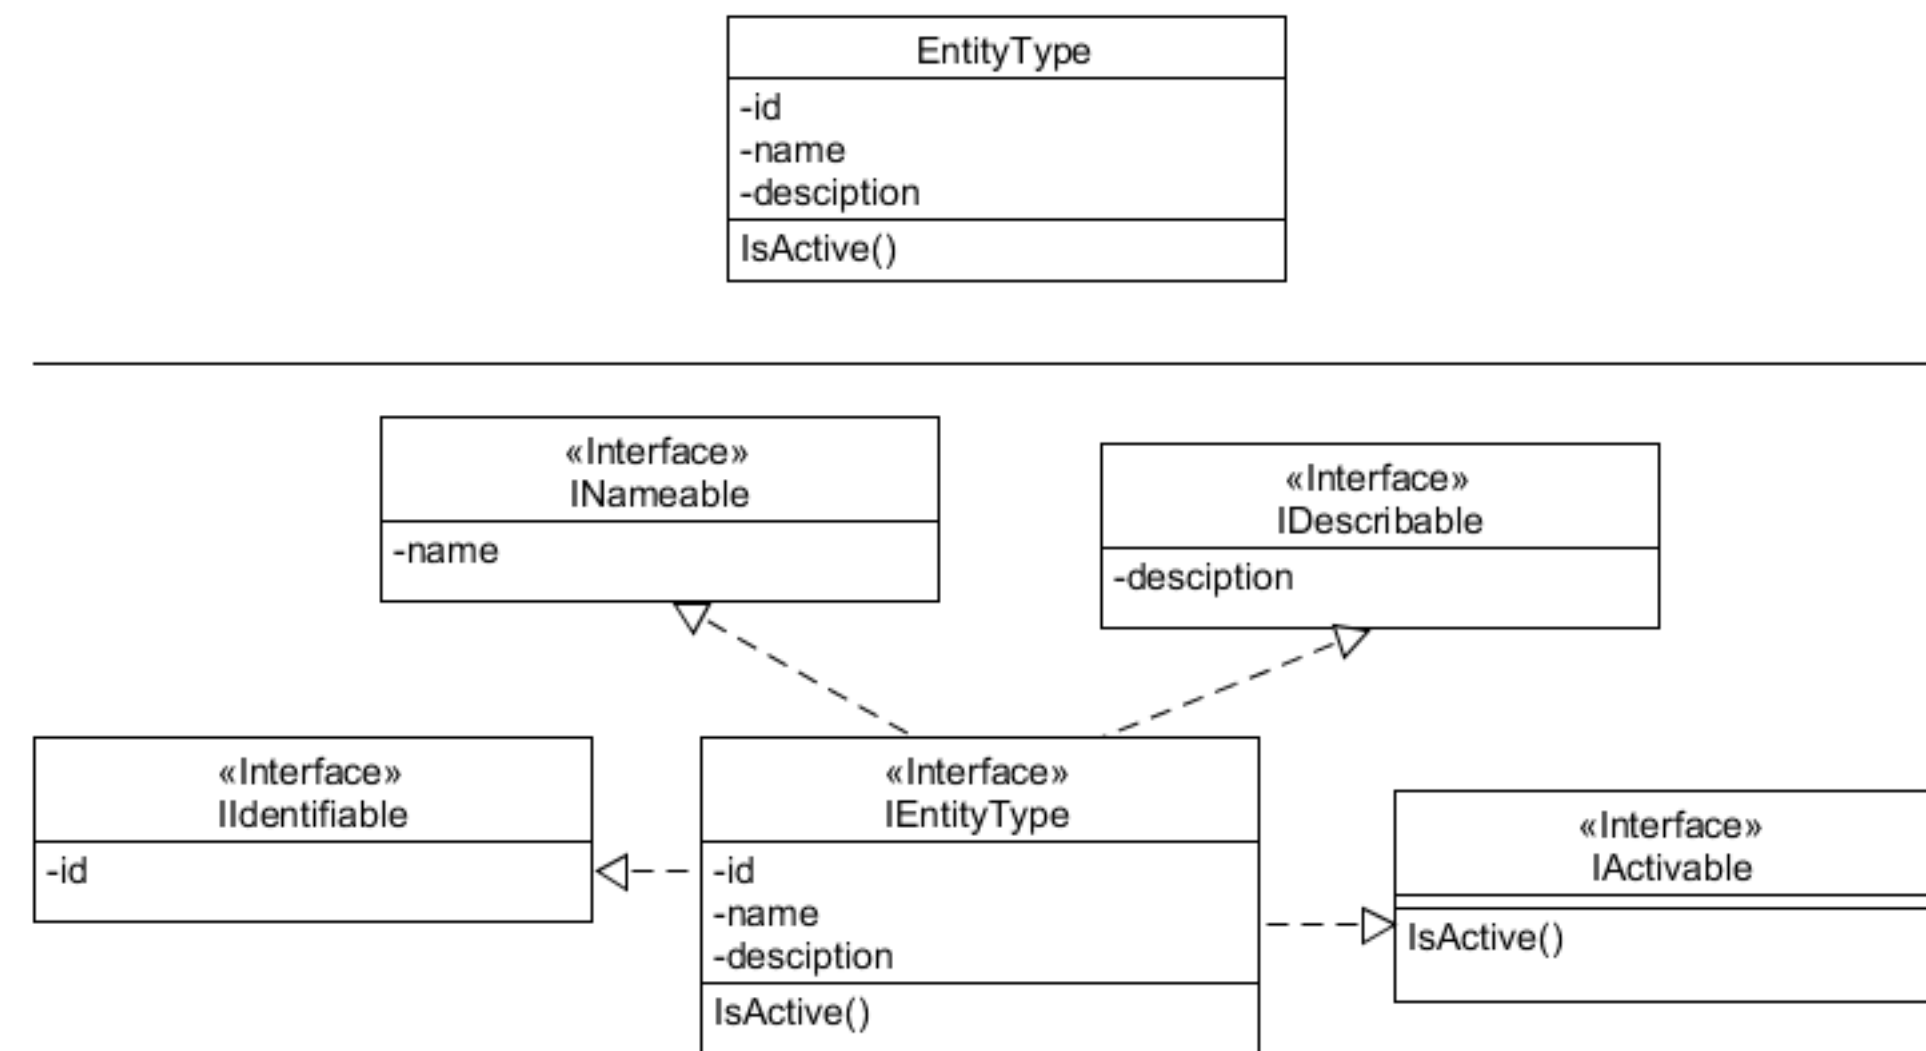 EntityType
-id
-name
-desciption
IsActive()
«Interface»
INameable
-name
«Interface»
IDescribable
-desciption
«Interface»
IIdentifiable
-id
«Interface»
IEntityType
-id
-name
-desciption
IsActive()
«Interface»
IActivable
IsActive()